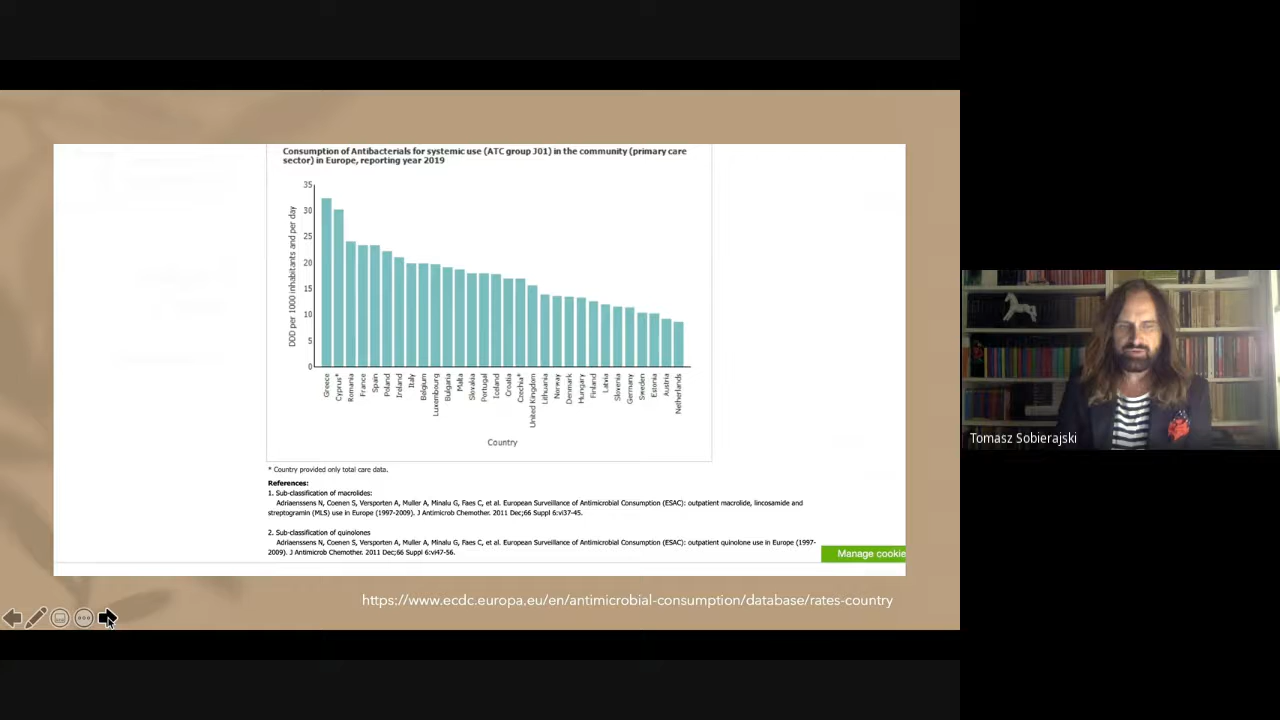 Consumption of Antibacterials for systemic use (ATC group J01) in the community (primary care
sector) in Europe, reporting year 2019
DDD per 1000 inhabitants and per day
35
30
25
20
15
10
5
0
Greece
Cyprus*
Romania
France
Spain
Poland
Ireland
Italy
Belgium
Luxembourg
Bulgaria
Malta
Slovakia
Portugal
Iceland
Croatia
Czechia*
United Kingdom
Lithuania
Norway
Denmark
Hungary
Finland
Latvia
Slovenia
Germany
Sweden
Estonia
Austria
Netherlands
Country
* Country provided only total care data.
References:
1. Sub-classification of macrolides:
Adriaenssens N, Coenen S, Versporten A, Muller A, Minalu G, Faes C, et al. European Surveillance of Antimicrobial Consumption (ESAC): outpatient macrolide, lincosamide and
streptogramin (MLS) use in Europe (1997-2009). J Antimicrob Chemother. 2011 Dec;66 Suppl 6:vi37-45.
2. Sub-classification of quinolones
Adriaenssens N, Coenen S, Versporten A, Muller A, Minalu G, Faes C, et al. European Surveillance of Antimicrobial Consumption (ESAC): outpatient quinolone use in Europe (1997-
2009). J Antimicrob Chemother. 2011 Dec;66 Suppl 6:vi47-56.
Manage cookie
https://www.ecdc.europa.eu/en/antimicrobial-consumption/database/rates-country
Tomasz Sobierajski